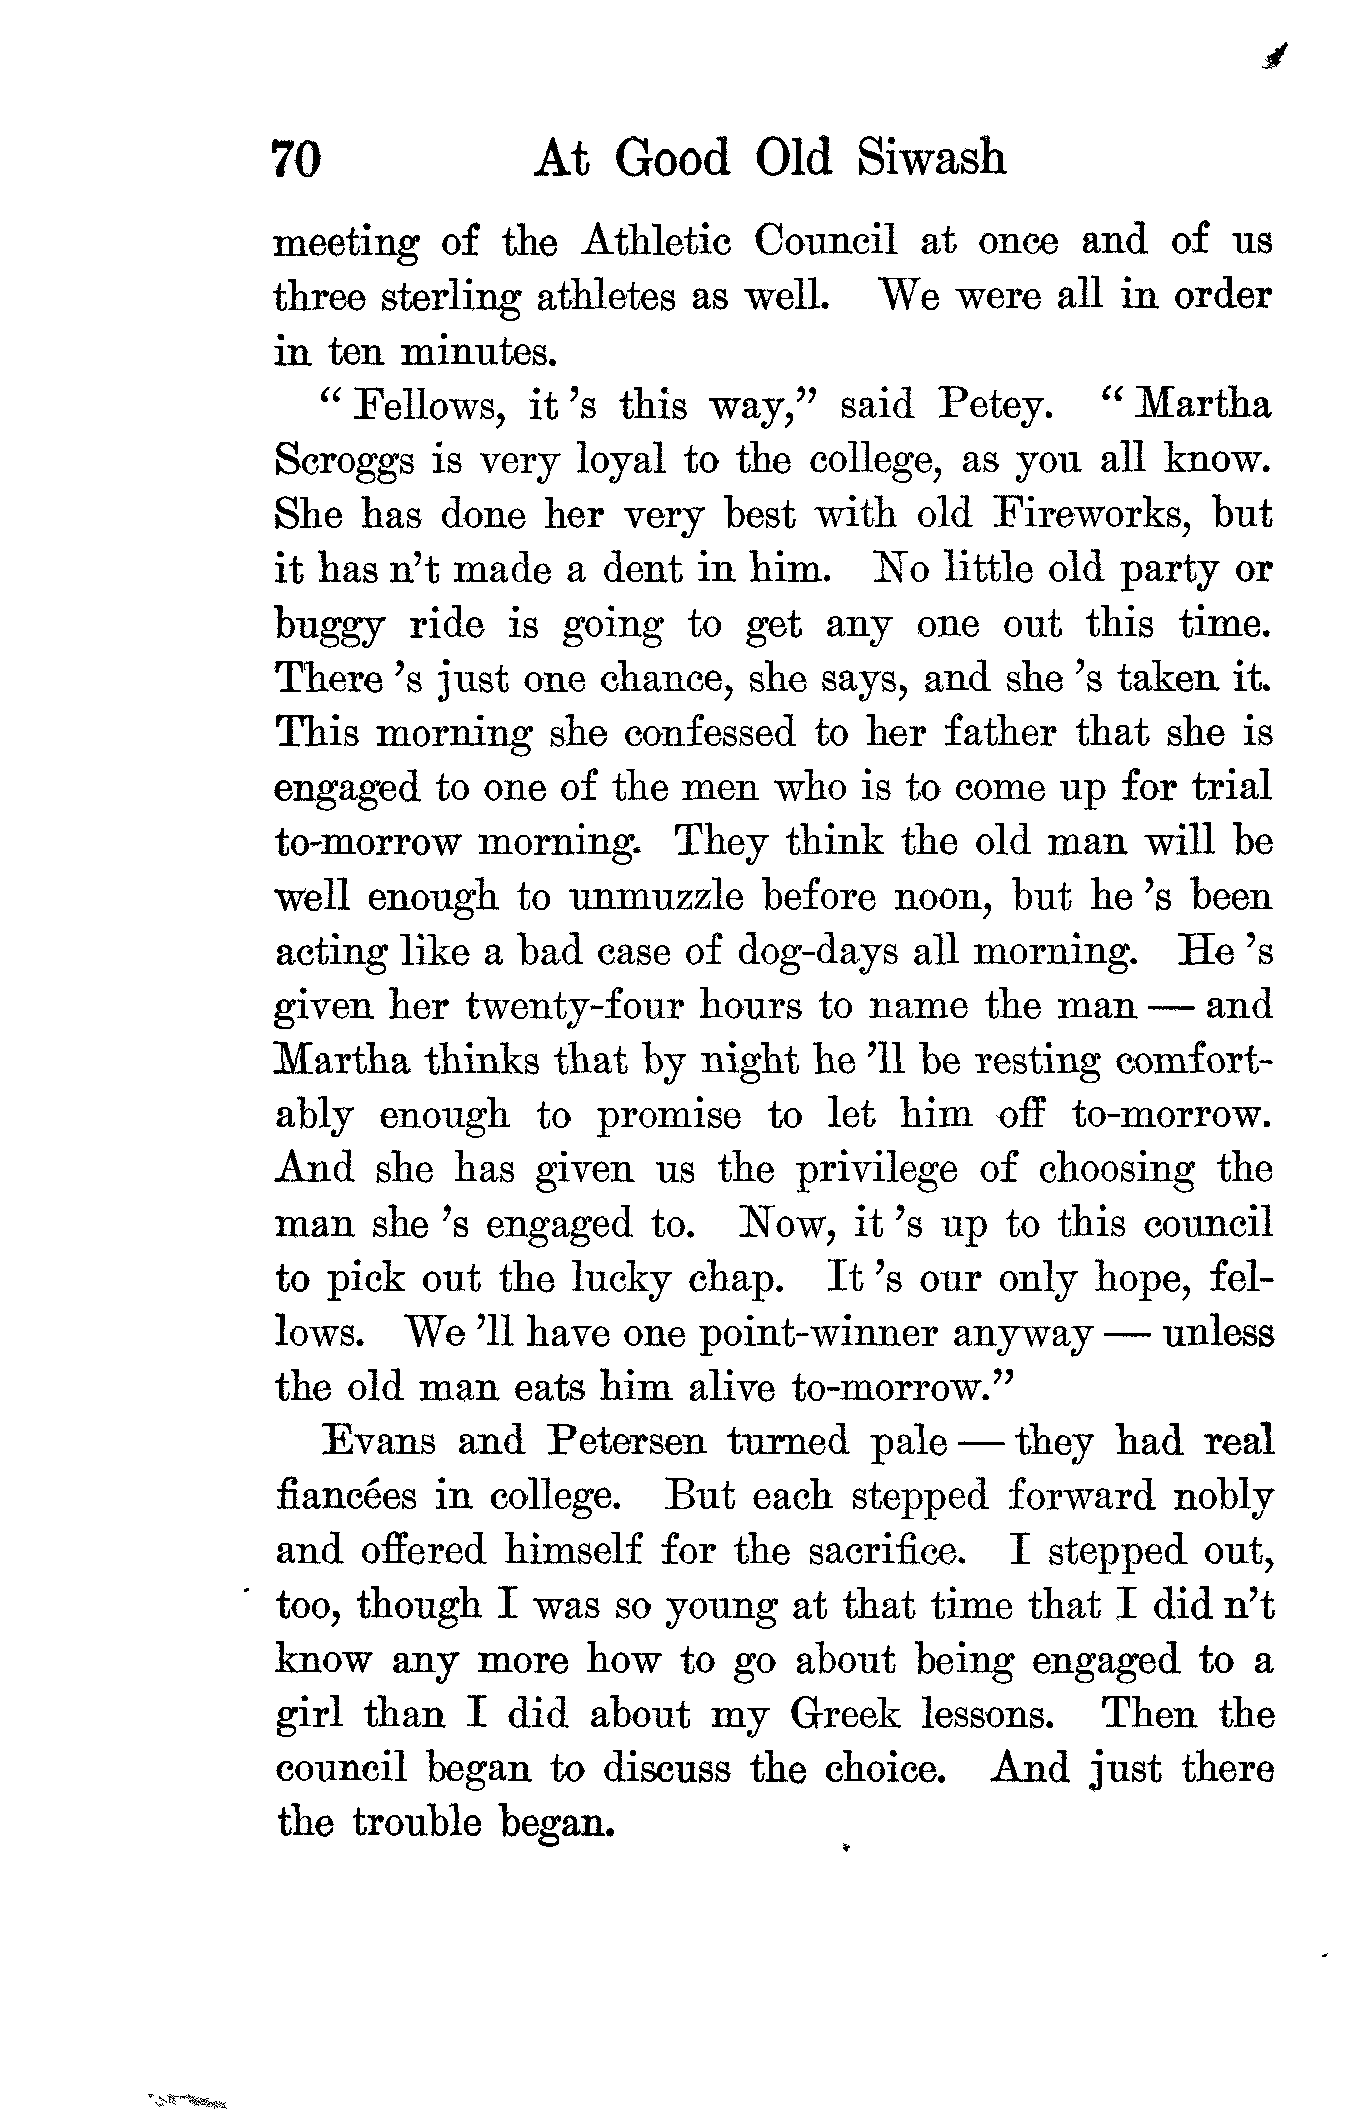 70 At Good Old Siwash
meeting of the Athletic Council at once and of us
three sterling athletes as well. We were all in order
in ten minutes.
“ Fellows, it 's this way,” said Petey. “ Martha
Scroggs is very loyal to the college, as you all know.
She has done her very best with old Fireworks, but
it has n't made a dent in him. No little old party or
buggy ride is going to get any one out this time.
There 's just one chance, she says, and she 's taken it.
This morning she confessed to her father that she is
engaged to one of the men who is to come up for trial
to-morrow morning. They think the old man will be
well enough to unmuzzle before noon, but he 's been
acting like a bad case of dog-days all morning. He 's
given her twenty-four hours to name the man — and
Martha thinks that by night he 'll be resting comfort-
ably enough to promise to let him off to-morrow.
And she has given us the privilege of choosing the
man she 's engaged to. Now, it 's up to this council
to pick out the lucky chap. It 's our only hope, fel-
lows. We 'll have one point-winner anyway — unless
the old man eats him alive to-morrow.”
Evans and Petersen turned pale — they had real
fiancées in college. But each stepped forward nobly
and offered himself for the sacrifice. I stepped out,
too, though I was so young at that time that I did n't
know any more how to go about being engaged to a
girl than I did about my Greek lessons. Then the
council began to discuss the choice. And just there
the trouble began.